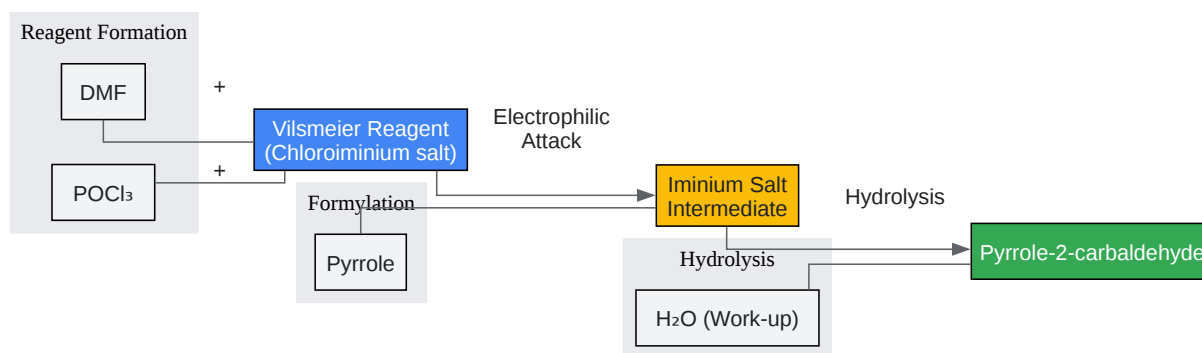 Reagent Formation
DMF
+
POCl₃
+
Vilsmeier Reagent
(Chloroiminium salt)
Electrophilic
Attack
Formylation
Pyrrole
Iminium Salt
Intermediate
Hydrolysis
Hydrolysis
H₂O (Work-up)
Pyrrole-2-carbaldehyde